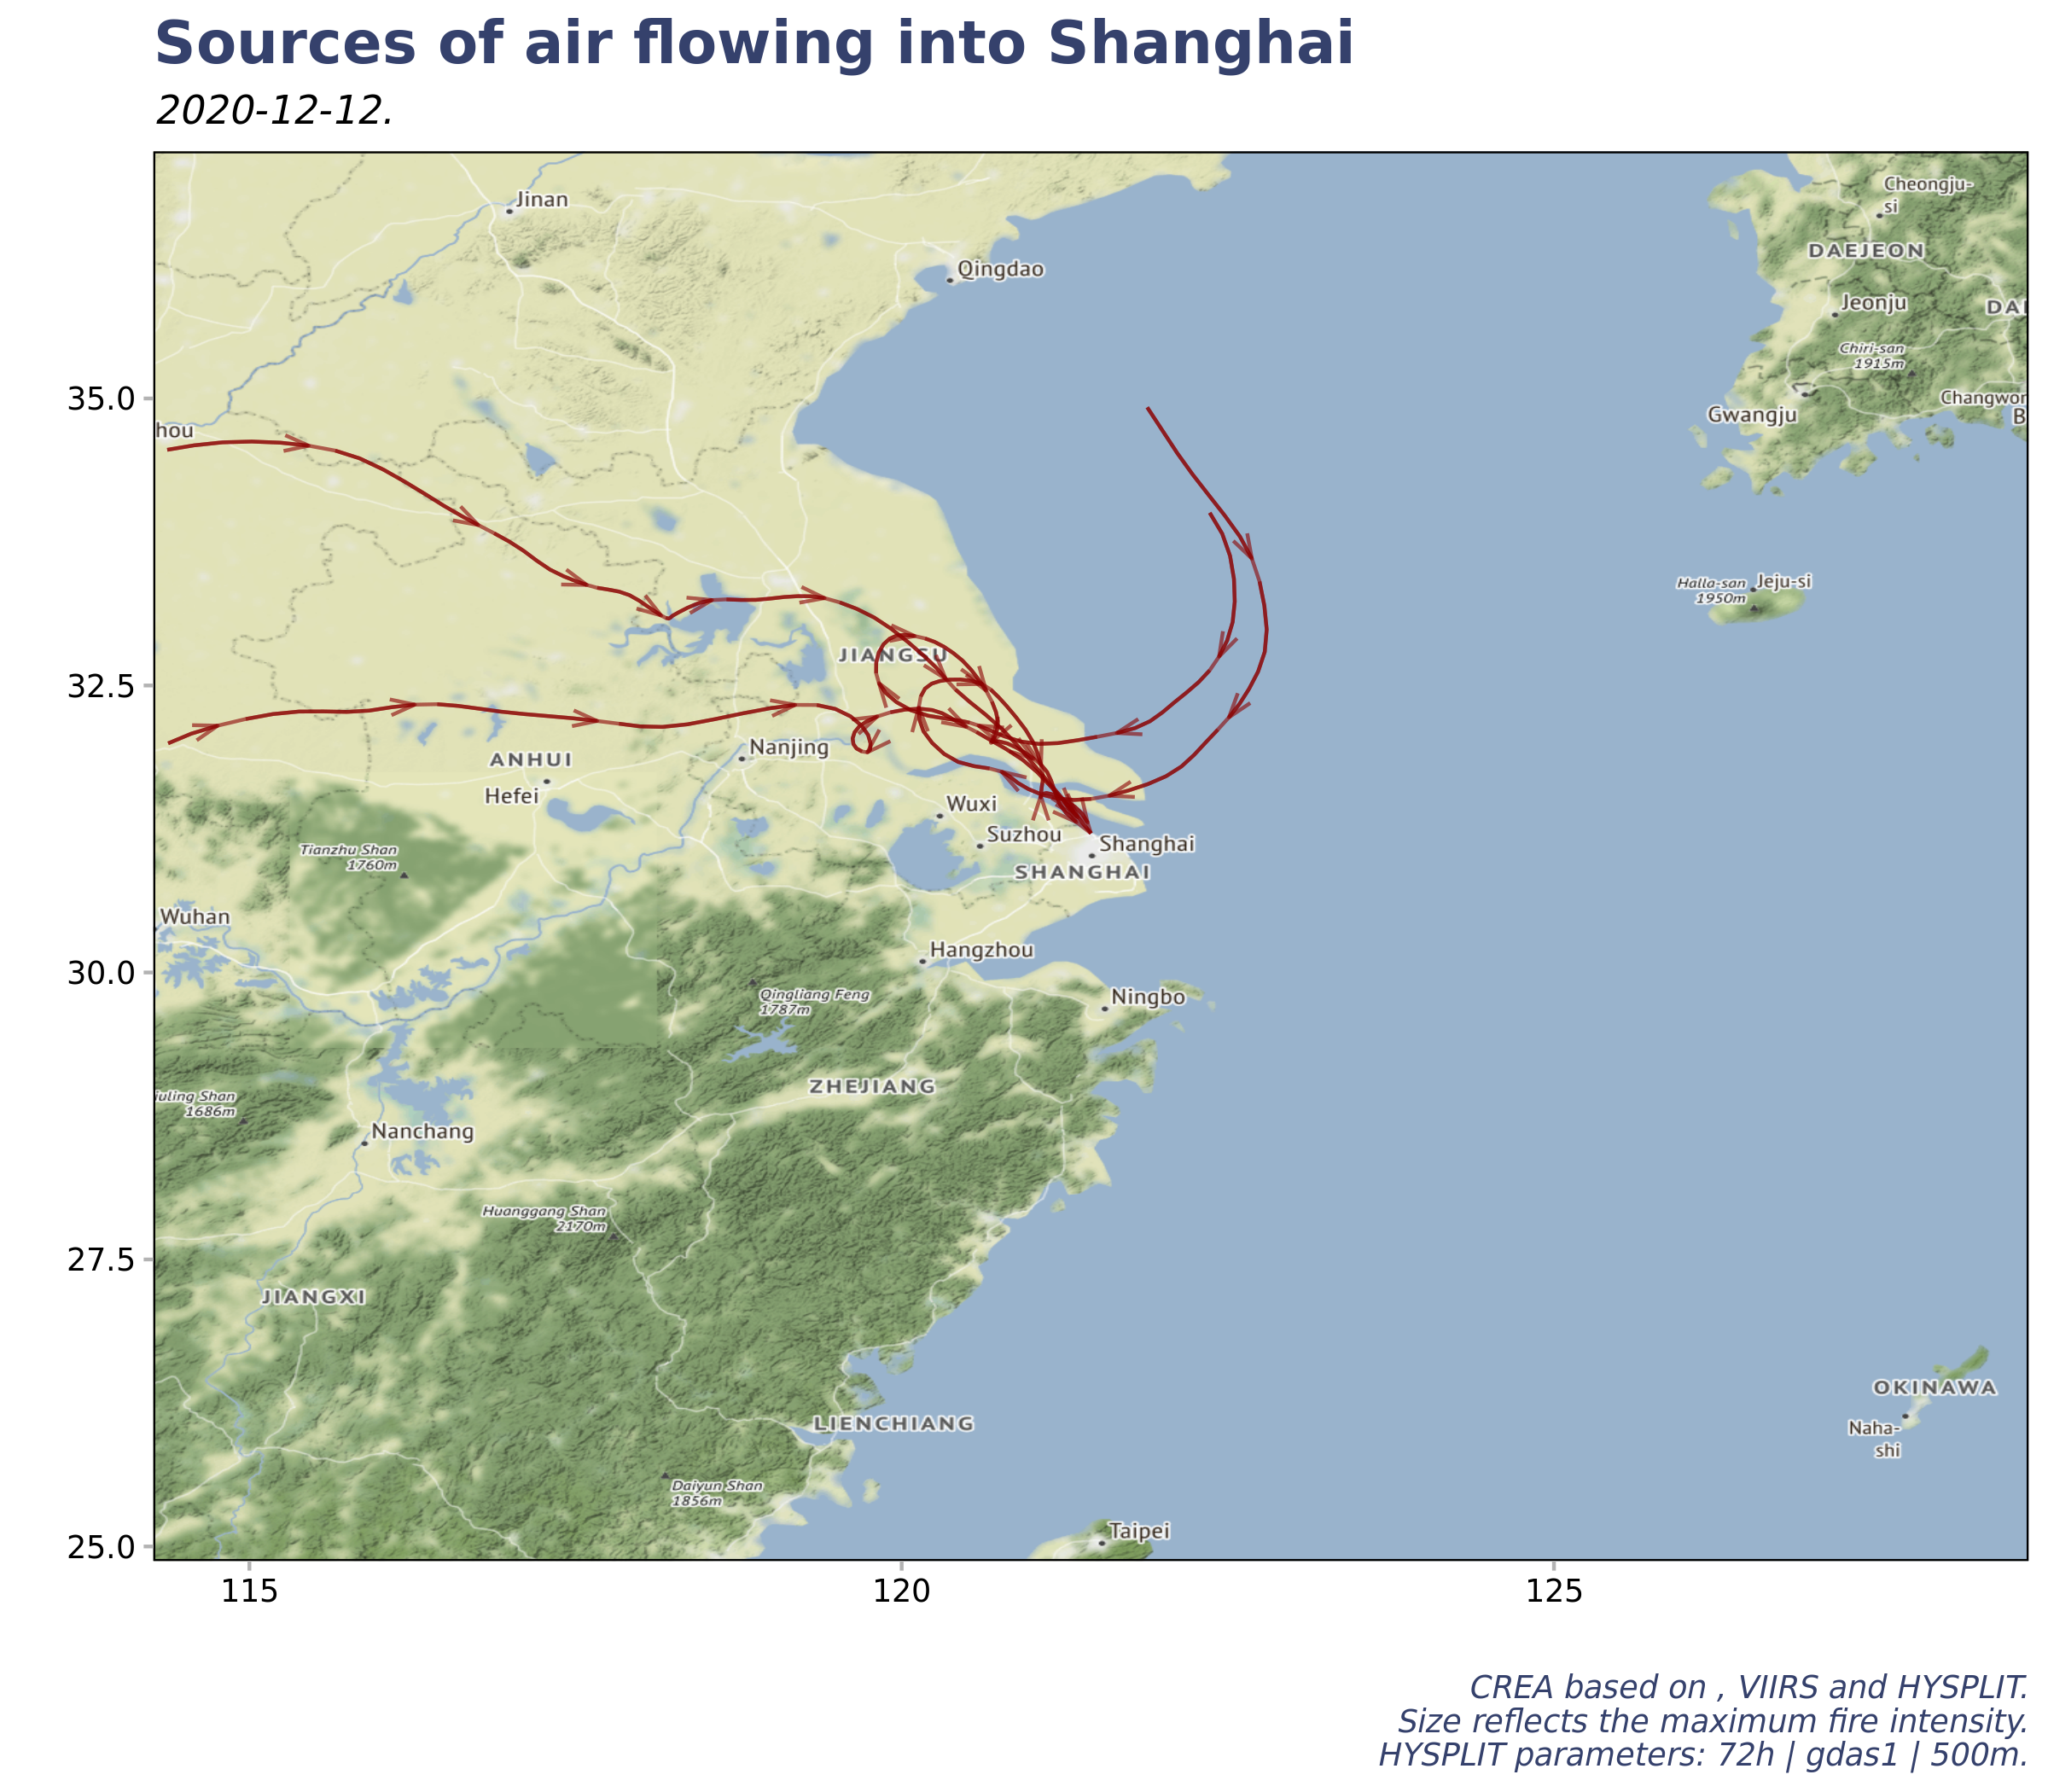 Sources of air flowing into Shanghai
2020-12-12.
Jinan
Cheongju-
si
DAEJEON
Qingdao
Jeonju
DAE
Chiri-san
1915m
35.0
Changwon
hou
Gwangju
B
Halla-san
1950m
Jeju-si
JIANGSU
32.5
Nanjing
ANHUI
Hefei
Wuxi
Suzhou
Shanghai
Tianzhu Shan
1760m
SHANGHAI
Wuhan
Hangzhou
30.0
Qingliang Feng
1787m
Ningbo
ZHEJIANG
iuling Shan
1686m
Nanchang
Huanggang Shan
2170m
27.5
JIANGXI
OKINAWA
LIENCHIANG
Naha-
shi
Daiyun Shan
1856m
Taipei
25.0
115
120
125
CREA based on , VIIRS and HYSPLIT.
Size reflects the maximum fire intensity.
HYSPLIT parameters: 72h | gdas1 | 500m.